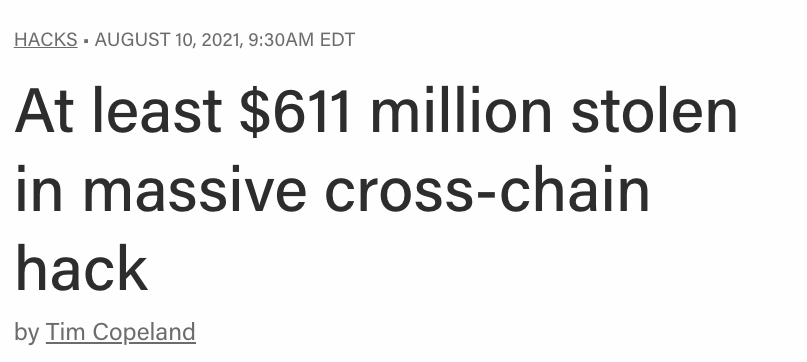 HACKS • AUGUST 10, 2021, 9:30AM EDT
At least $611 million stolen
in massive cross-chain
hack
by Tim Copeland